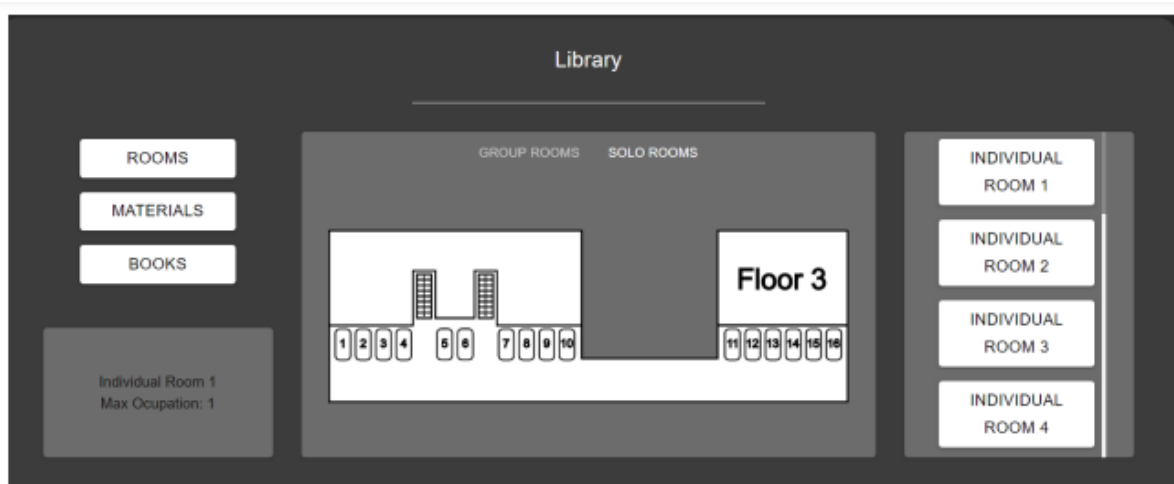 Library
ROOMS
MATERIALS
BOOKS
Individual Room 1
Max Ocupation: 1
GROUP ROOMS SOLO ROOMS
Floor 3
1 2 3 4 5 6 7 8 9 10 11 12 13 14 15 16
INDIVIDUAL
ROOM 1
INDIVIDUAL
ROOM 2
INDIVIDUAL
ROOM 3
INDIVIDUAL
ROOM 4